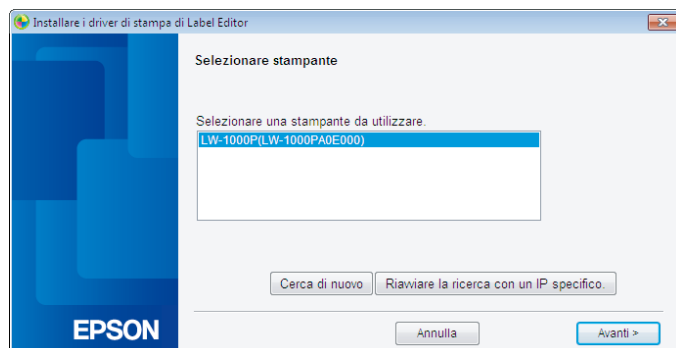 Installare i driver di stampa di Label Editor
Selezionare stampante
Selezionare una stampante da utilizzare.
LW-1000P(LW-1000PA0E000)
Cerca di nuovo
Riavviare la ricerca con un IP specifico.
EPSON
Annulla
Avanti >